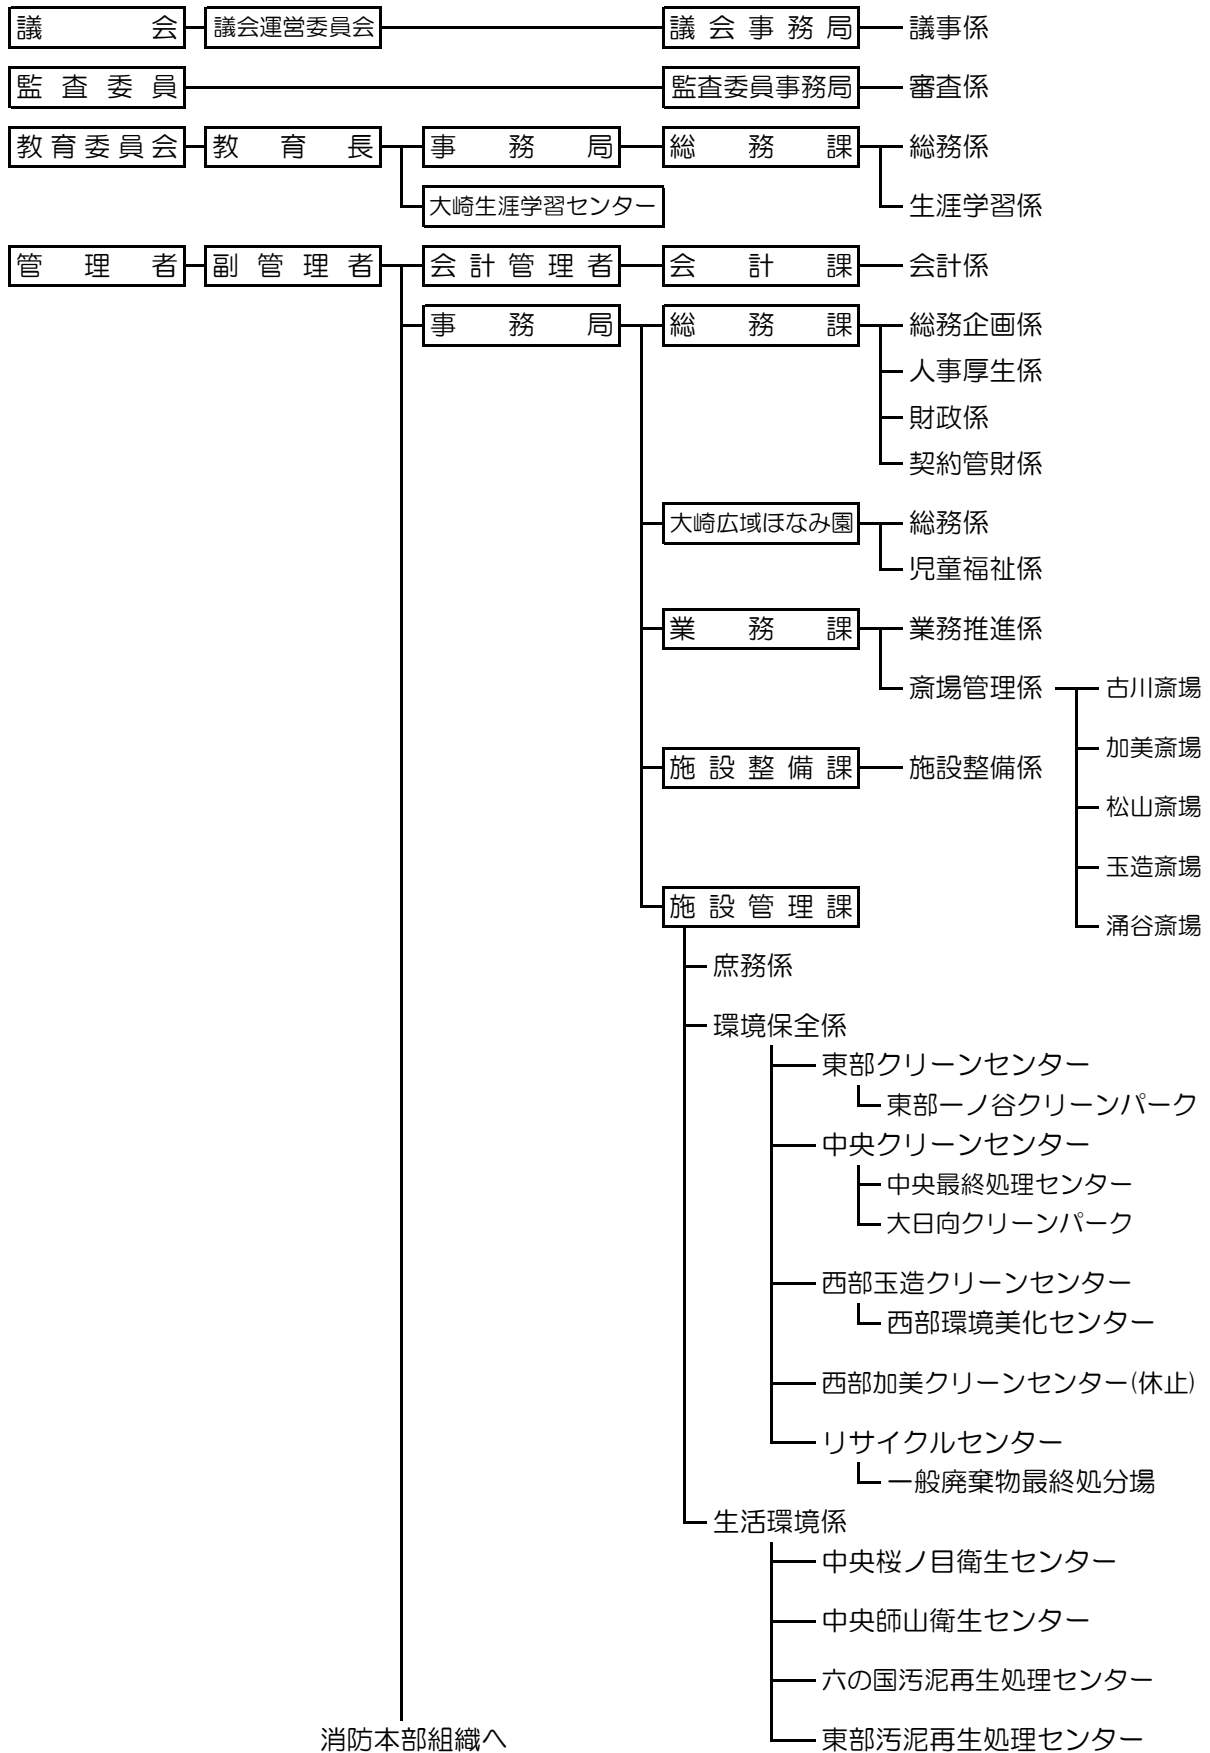 議会 議会運営委員会 議会事務局 議事係
監査委員 監査委員事務局 審査係
教育委員会 教育長 事務局 総務課 総務係
大崎生涯学習センター 生涯学習係
管理者 副管理者 会計管理者 会計課 会計係
事務局 総務課 総務企画係
人事厚生係
財政係
契約管財係
大崎広域ほなみ園 総務係
児童福祉係
業務課 業務推進係
斎場管理係 古川斎場
加美斎場
施設整備課 施設整備係
松山斎場
玉造斎場
施設管理課
涌谷斎場
庶務係
環境保全係
東部クリーンセンター
東部一ノ谷クリーンパーク
中央クリーンセンター
中央最終処理センター
大日向クリーンパーク
西部玉造クリーンセンター
西部環境美化センター
西部加美クリーンセンター(休止)
リサイクルセンター
一般廃棄物最終処分場
生活環境係
中央桜ノ目衛生センター
中央師山衛生センター
六の国汚泥再生処理センター
消防本部組織へ 東部汚泥再生処理センター